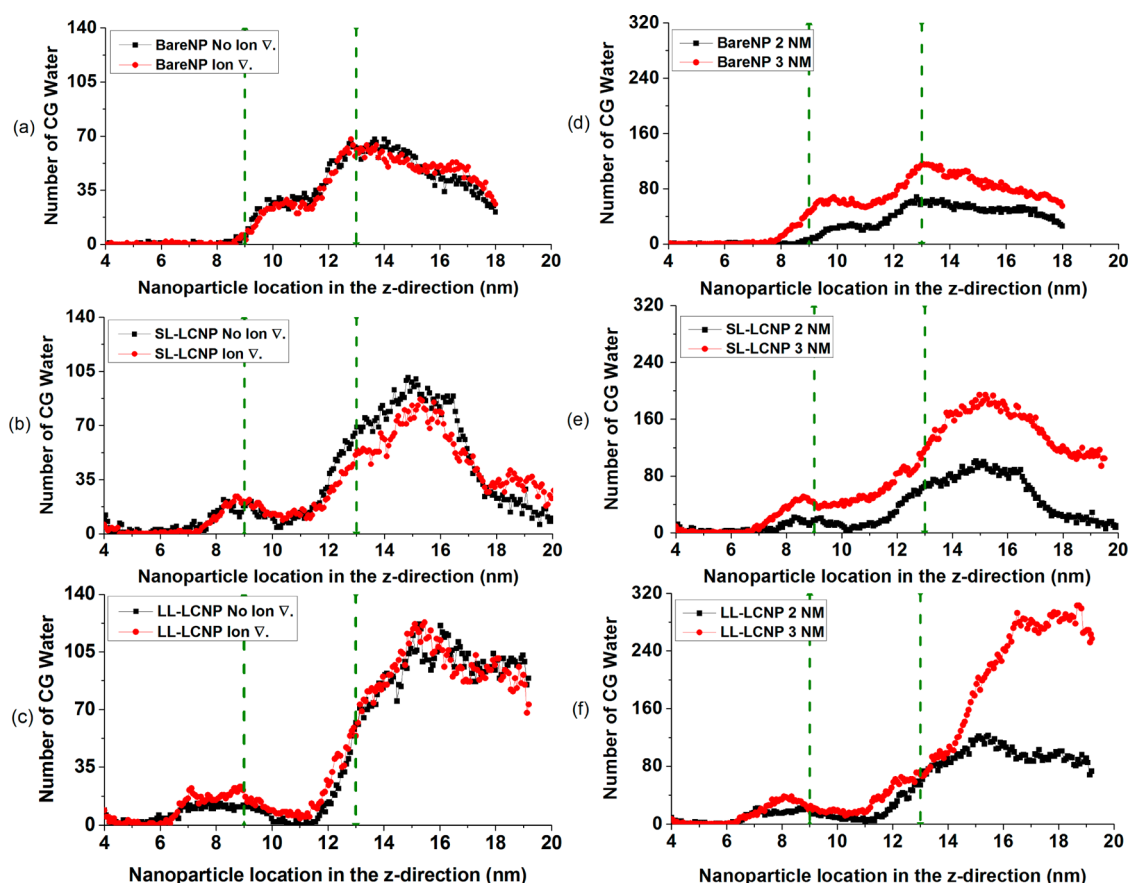 (a)
Number of CG Water
140
105
70
35
0
BareNP No Ion ∇.
BareNP Ion ∇.
4 6 8 10 12 14 16 18 20
Nanoparticle location in the z-direction (nm)
(d)
Number of CG Water
320
240
160
80
0
BareNP 2 NM
BareNP 3 NM
4 6 8 10 12 14 16 18 20
Nanoparticle location in the z-direction (nm)
(b)
Number of CG Water
140
105
70
35
0
SL-LCNP No Ion ∇.
SL-LCNP Ion ∇.
4 6 8 10 12 14 16 18 20
Nanoparticle location in the z-direction (nm)
(e)
Number of CG Water
320
240
160
80
0
SL-LCNP 2 NM
SL-LCNP 3 NM
4 6 8 10 12 14 16 18 20
Nanoparticle location in the z-direction (nm)
(c)
Number of CG Water
140
105
70
35
0
LL-LCNP No Ion ∇.
LL-LCNP Ion ∇.
4 6 8 10 12 14 16 18 20
Nanoparticle location in the z-direction (nm)
(f)
Number of CG Water
320
240
160
80
0
LL-LCNP 2 NM
LL-LCNP 3 NM
4 6 8 10 12 14 16 18 20
Nanoparticle location in the z-direction (nm)